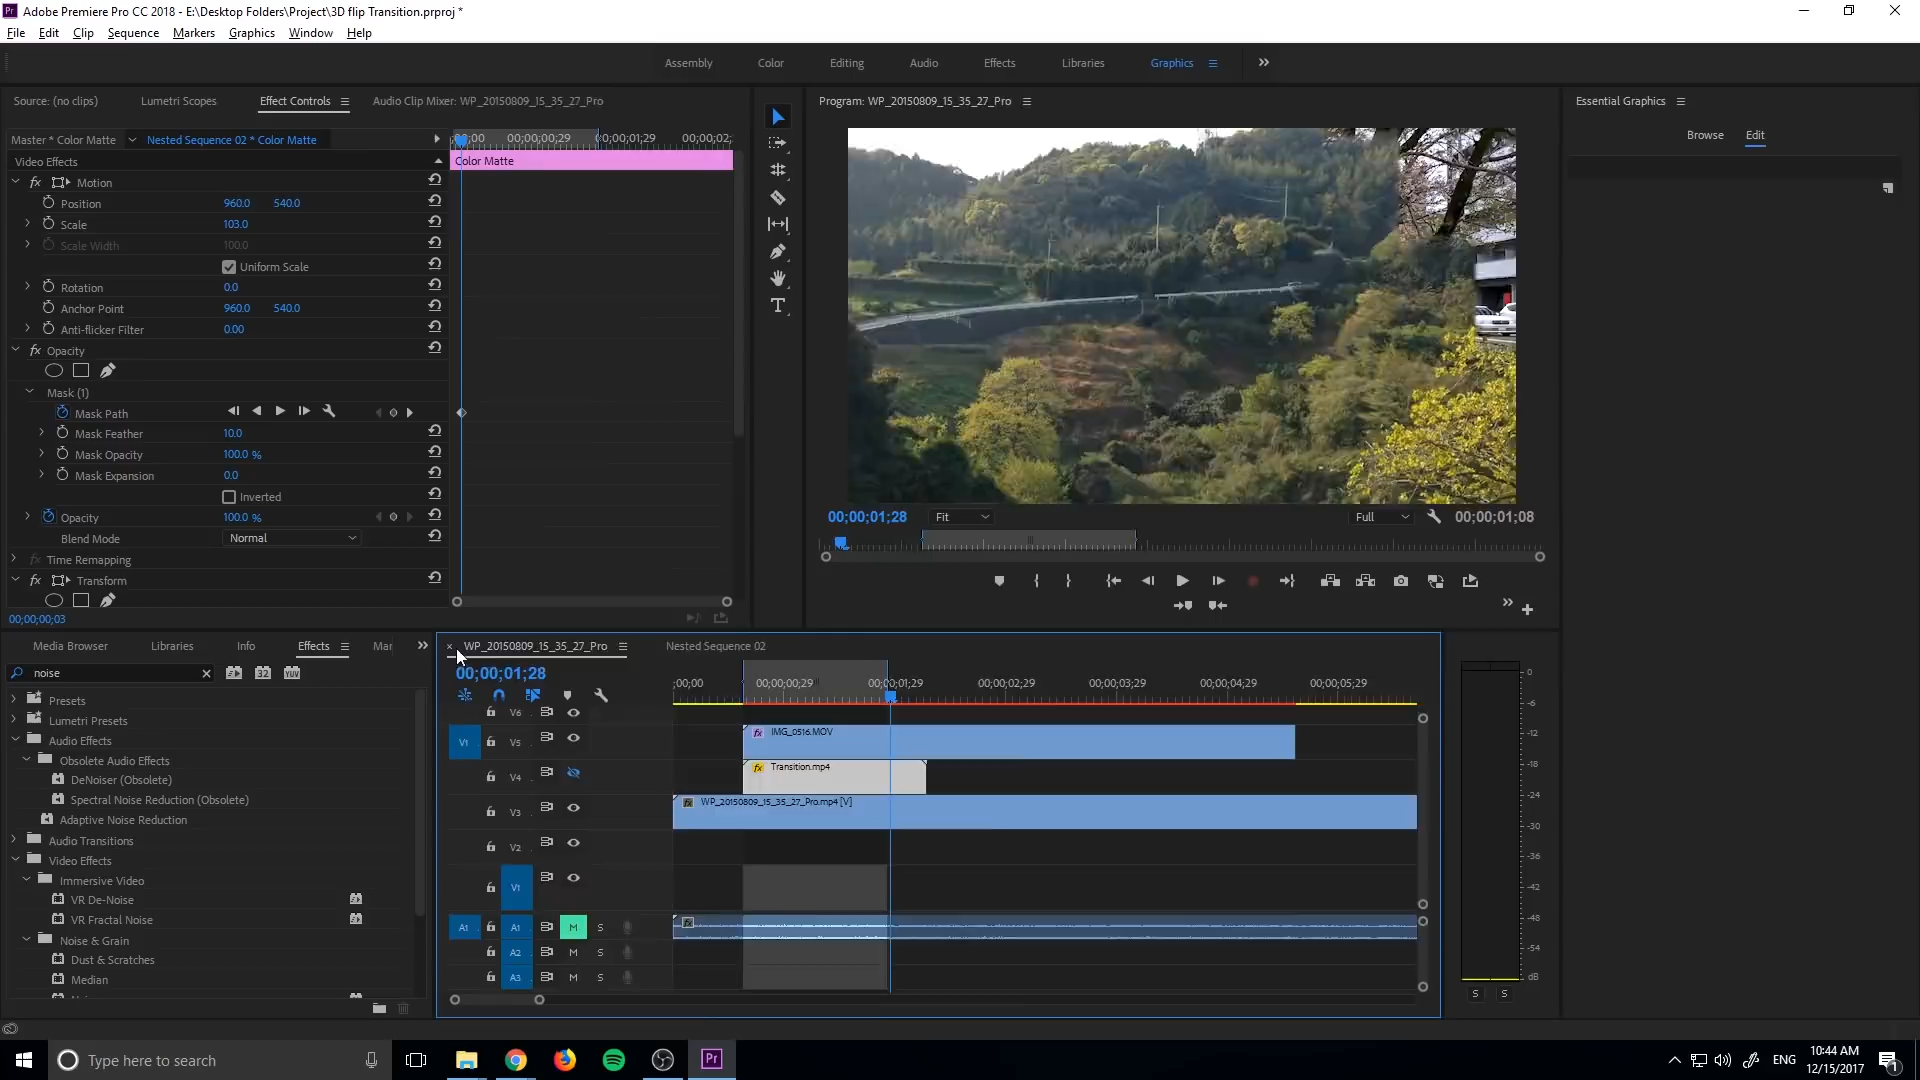 Pr Adobe Premiere Pro CC 2018 - E:\Desktop Folders\Project\3D flip Transition.prproj *
File Edit Clip Sequence Markers Graphics Window Help
Assembly Color Editing Audio Effects Libraries Graphics
Source: (no clips) Lumetri Scopes Effect Controls Audio Clip Mixer: WP_20150809_15_35_27_Pro
Program: WP_20150809_15_35_27_Pro
Essential Graphics
Browse Edit
Master * Color Matte Nested Sequence 02 * Color Matte
00;00;00;29 00;00;01;29 00;00;02;
Video Effects
Color Matte
fx Motion
Position 960.0 540.0
Scale 103.0
Scale Width 100.0
Uniform Scale
Rotation 0.0
Anchor Point 960.0 540.0
Anti-flicker Filter 0.00
fx Opacity
Mask (1)
Mask Path
Mask Feather 10.0
Mask Opacity 100.0 %
Mask Expansion 0.0
Inverted
Opacity 100.0 %
Blend Mode Normal
fx Time Remapping
fx Transform
00;00;00;03
00;00;01;28 Fit Full 00;00;01;08
Media Browser Libraries Info Effects Mar
noise
32 YUV
Presets
Lumetri Presets
Audio Effects
Obsolete Audio Effects
DeNoiser (Obsolete)
Spectral Noise Reduction (Obsolete)
Adaptive Noise Reduction
Audio Transitions
Video Effects
Immersive Video
VR De-Noise
VR Fractal Noise
Noise & Grain
Dust & Scratches
Median
× WP_20150809_15_35_27_Pro Nested Sequence 02
00;00;01;28
;00;00 00;00;00;29 00;00;01;29 00;00;02;29 00;00;03;29 00;00;04;29 00;00;05;29
V6
V1 V5 fx IMG_0516.MOV
V4 fx Transition.mp4
V3 fx WP_20150809_15_35_27_Pro.mp4 [V]
V2
V1
A1 A1 M S fx
A2 M S
A3 M S
0
-6
-12
-18
-24
-30
-36
-42
-48
-54
dB
S S
Type here to search
Pr
ENG
10:44 AM
12/15/2017
1